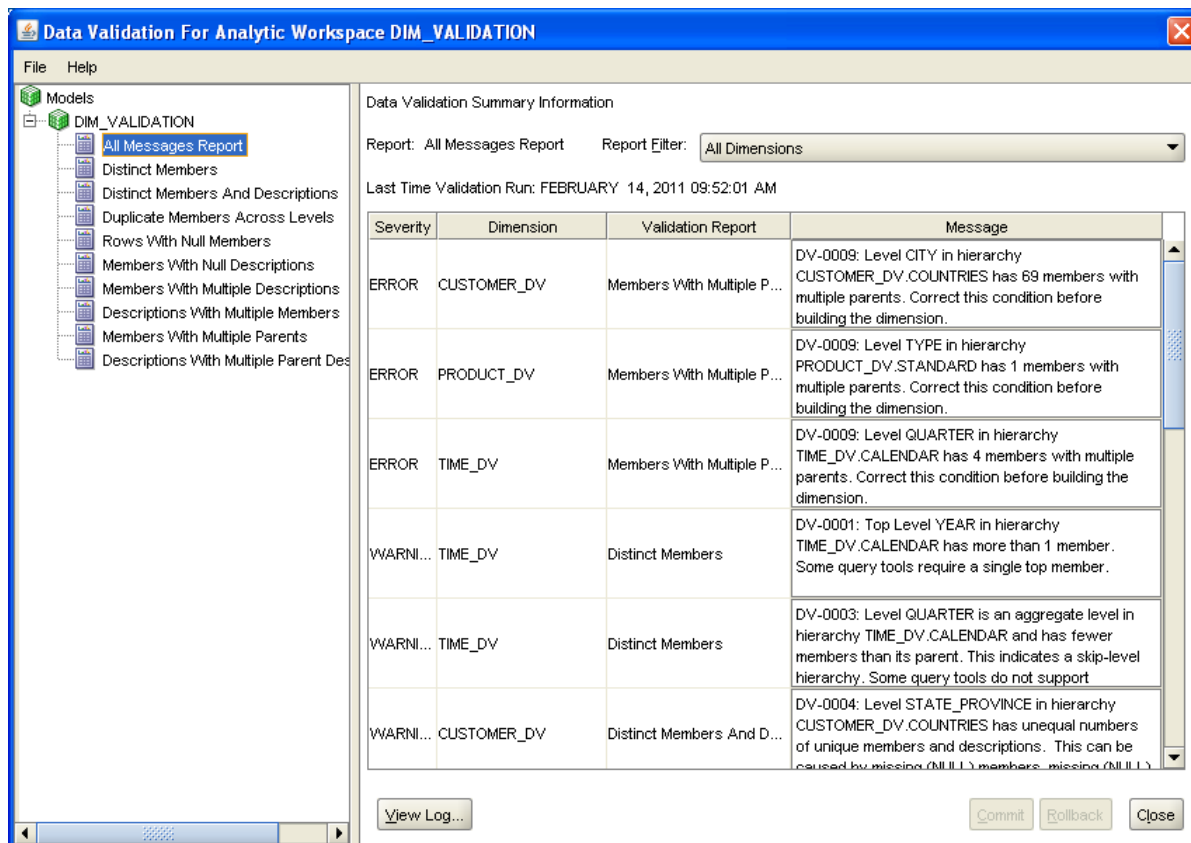 Data Validation For Analytic Workspace DIM_VALIDATION
File Help
Models
DIM_VALIDATION
All Messages Report
Distinct Members
Distinct Members And Descriptions
Duplicate Members Across Levels
Rows With Null Members
Members With Null Descriptions
Members With Multiple Descriptions
Descriptions With Multiple Members
Members With Multiple Parents
Descriptions With Multiple Parent Des
Data Validation Summary Information
Report: All Messages Report Report Filter: All Dimensions
Last Time Validation Run: FEBRUARY 14, 2011 09:52:01 AM
Severity Dimension Validation Report Message
ERROR CUSTOMER_DV Members With Multiple P...
DV-0009: Level CITY in hierarchy
CUSTOMER_DV.COUNTRIES has 69 members with
multiple parents. Correct this condition before
building the dimension.
ERROR PRODUCT_DV Members With Multiple P...
DV-0009: Level TYPE in hierarchy
PRODUCT_DV.STANDARD has 1 members with
multiple parents. Correct this condition before
building the dimension.
ERROR TIME_DV Members With Multiple P...
DV-0009: Level QUARTER in hierarchy
TIME_DV.CALENDAR has 4 members with multiple
parents. Correct this condition before building the
dimension.
WARNI... TIME_DV Distinct Members
DV-0001: Top Level YEAR in hierarchy
TIME_DV.CALENDAR has more than 1 member.
Some query tools require a single top member.
WARNI... TIME_DV Distinct Members
DV-0003: Level QUARTER is an aggregate level in
hierarchy TIME_DV.CALENDAR and has fewer
members than its parent. This indicates a skip-level
hierarchy. Some query tools do not support
WARNI... CUSTOMER_DV Distinct Members And D...
DV-0004: Level STATE_PROVINCE in hierarchy
CUSTOMER_DV.COUNTRIES has unequal numbers
of unique members and descriptions. This can be
caused by missing (NULL) members, missing (NULL)
View Log... Commit Rollback Close